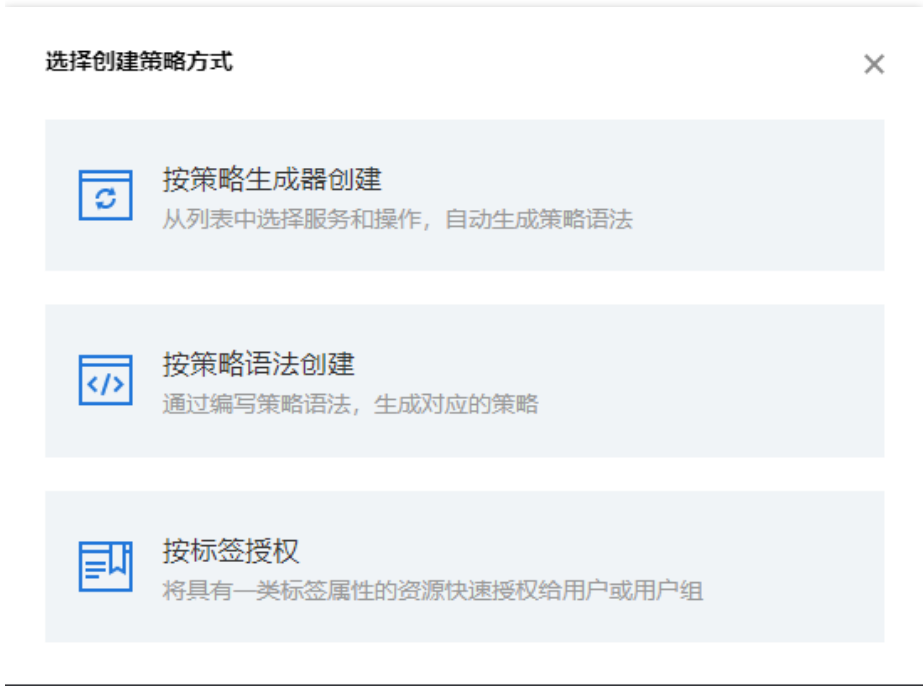 选择创建策略方式
按策略生成器创建
从列表中选择服务和操作，自动生成策略语法
</>
按策略语法创建
通过编写策略语法，生成对应的策略
按标签授权
将具有一类标签属性的资源快速授权给用户或用户组